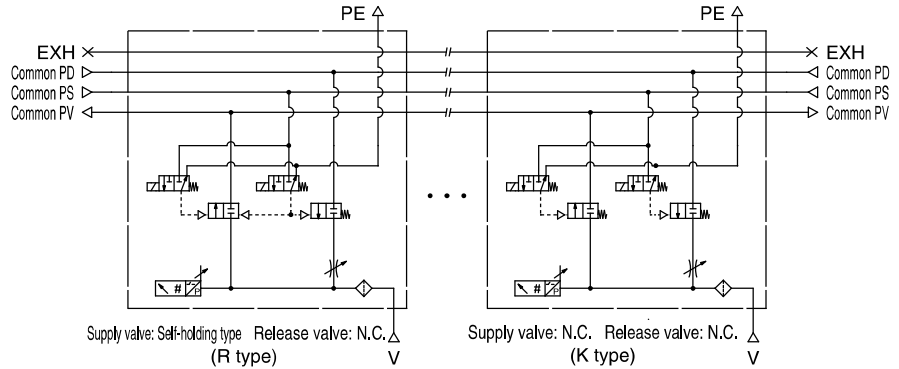 PE PE
EXH EXH
Common PD Common PD
Common PS Common PS
Common PV Common PV
# P # P
Supply valve: Self-holding type Release valve: N.C. Supply valve: N.C. Release valve: N.C.
(R type) V (K type) V